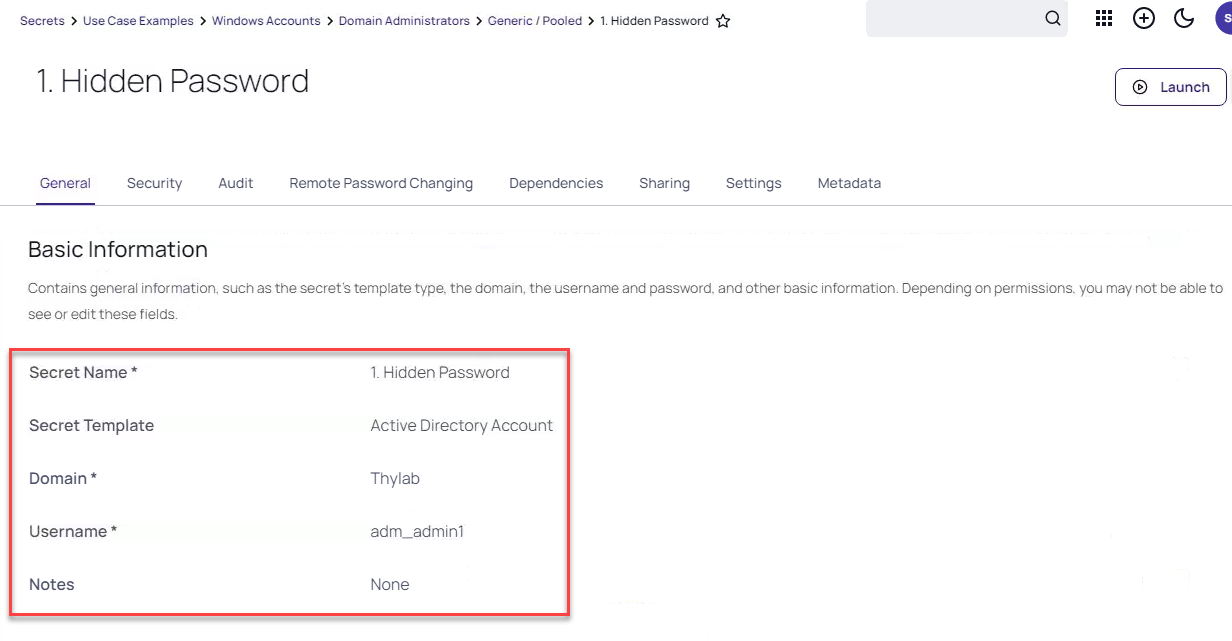 Secrets > Use Case Examples > Windows Accounts > Domain Administrators > Generic / Pooled > 1. Hidden Password
S
1. Hidden Password
Launch
General Security Audit Remote Password Changing Dependencies Sharing Settings Metadata
Basic Information
Contains general information, such as the secret's template type, the domain, the username and password, and other basic information. Depending on permissions, you may not be able to
see or edit these fields.
Secret Name * 1. Hidden Password
Secret Template Active Directory Account
Domain * Thylab
Username * adm_admin1
Notes None